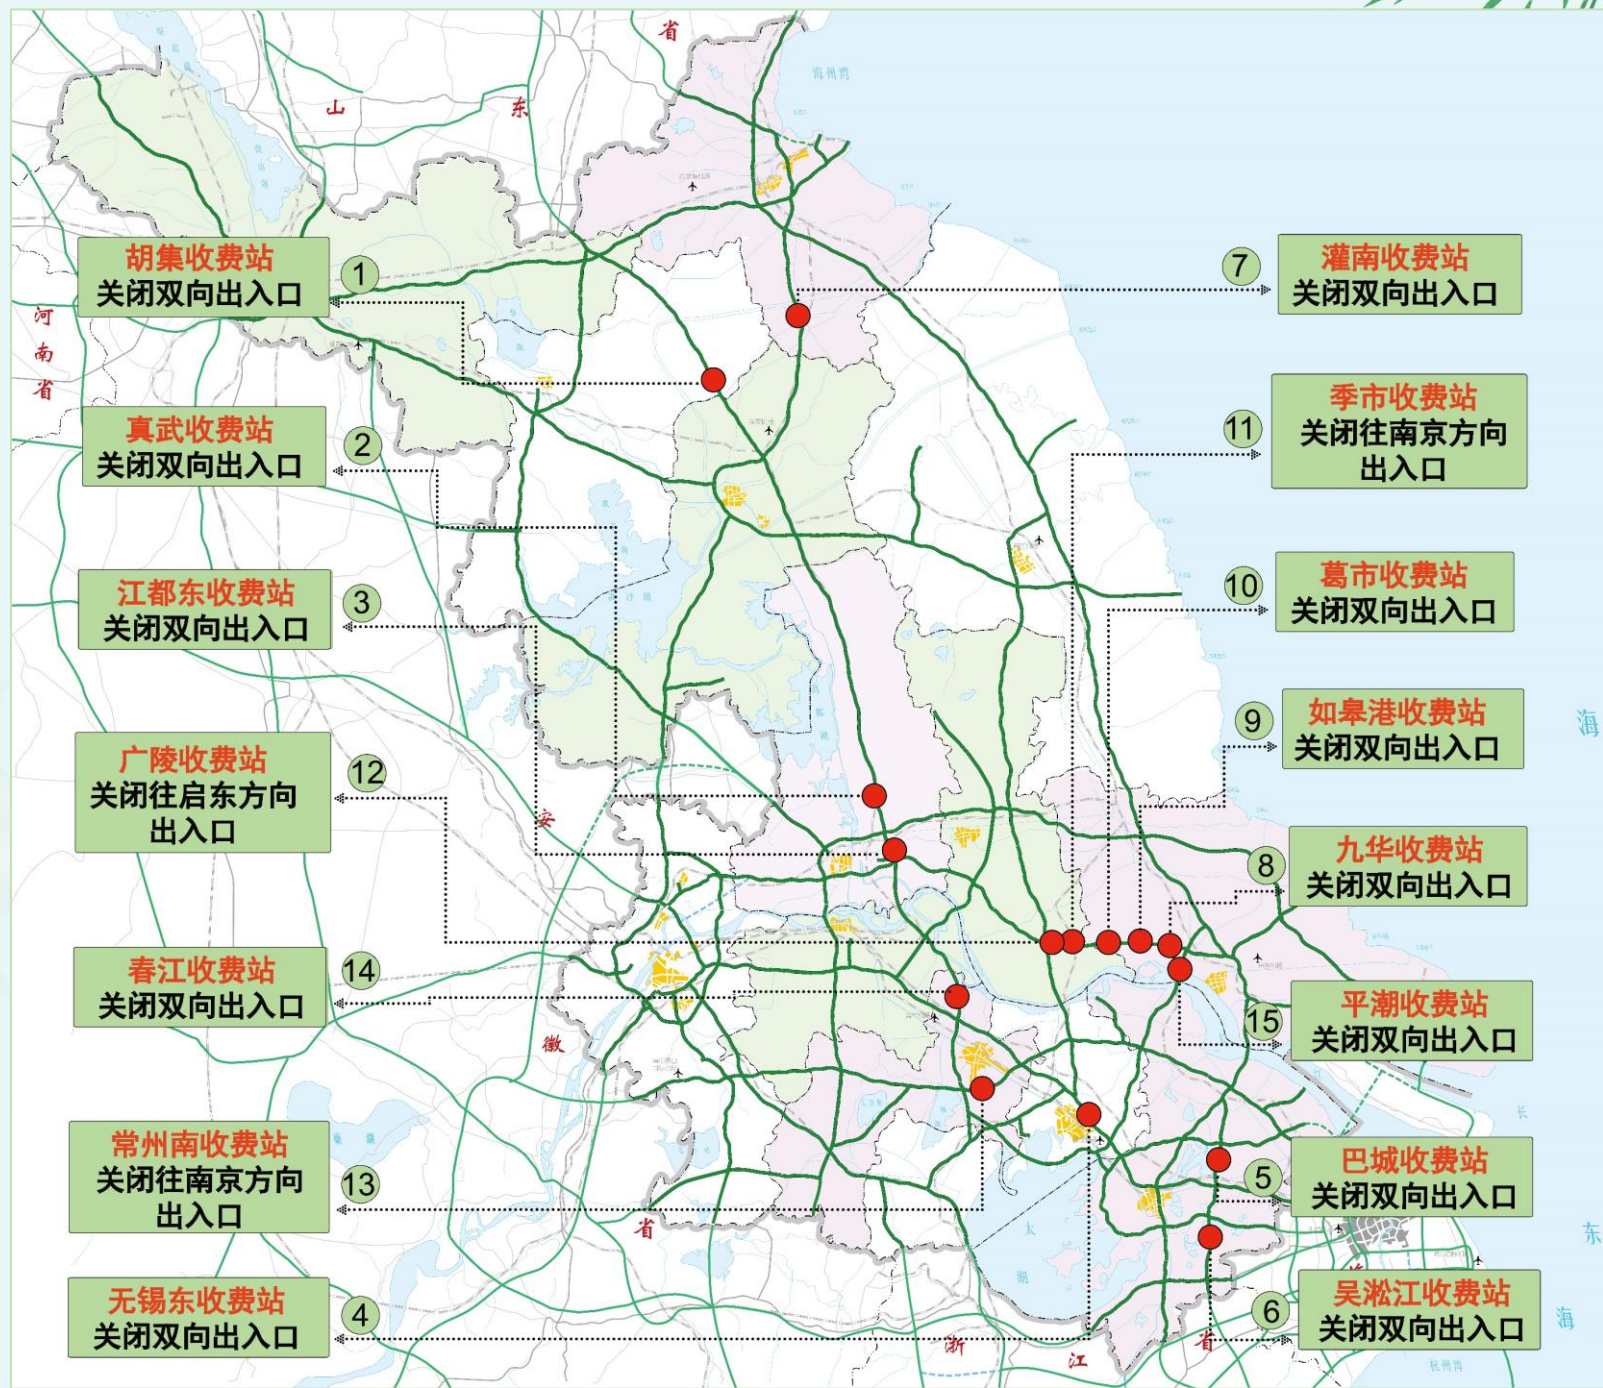 省
山
东
海州湾
胡集收费站
关闭双向出入口
1
7
灌南收费站
关闭双向出入口
河
南
省
真武收费站
关闭双向出入口
2
11
季市收费站
关闭往南京方向
出入口
江都东收费站
关闭双向出入口
3
10
葛市收费站
关闭双向出入口
9
如皋港收费站
关闭双向出入口
海
广陵收费站
关闭往启东方向
出入口
12
安
8
九华收费站
关闭双向出入口
春江收费站
关闭双向出入口
14
徽
15
平潮收费站
关闭双向出入口
长
常州南收费站
关闭往南京方向
出入口
13
省
太
湖
5
巴城收费站
关闭双向出入口
东
无锡东收费站
关闭双向出入口
4
浙
江
省
6
吴淞江收费站
关闭双向出入口
海
杭州湾